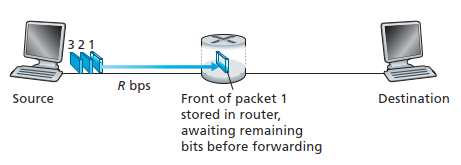 3 2 1
R bps
Source
Front of packet 1
stored in router,
awaiting remaining
bits before forwarding
Destination